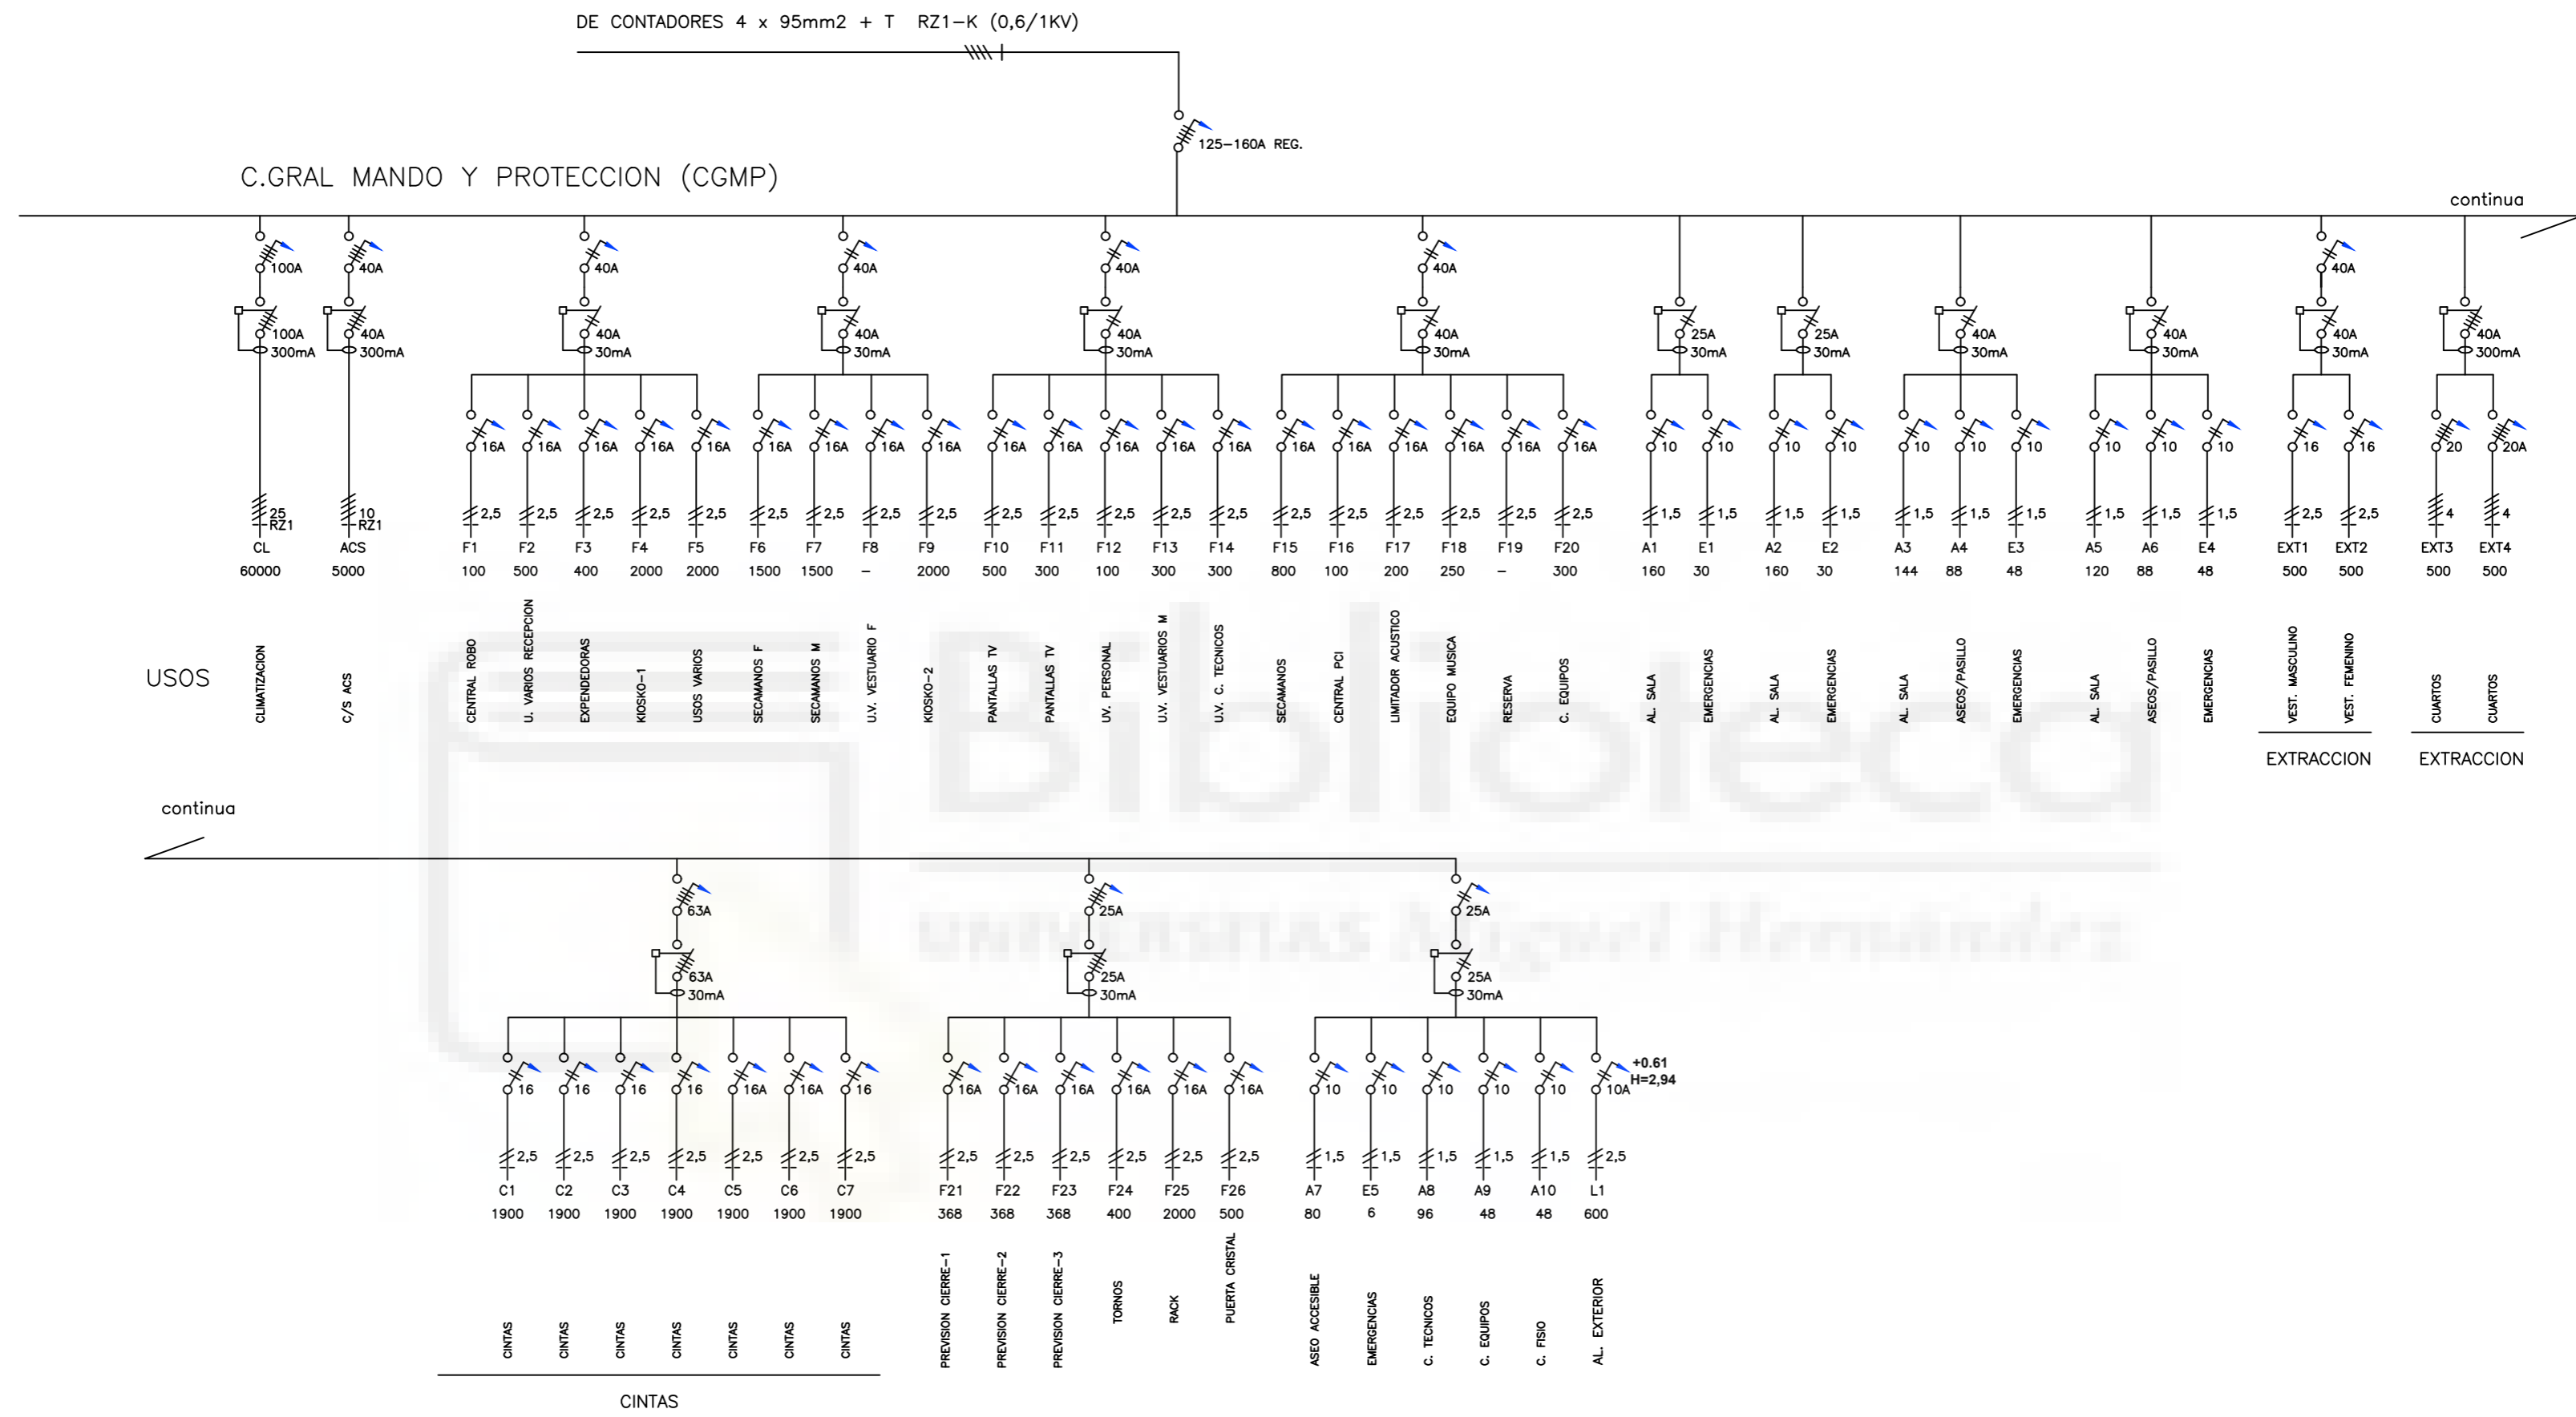 DE CONTADORES 4 x 95mm2 + T RZ1-K (0,6/1KV)
125-160A REG.
C.GRAL MANDO Y PROTECCION (CGMP)
continua
100A 40A 40A 40A 40A 40A 40A
100A 40A 40A 40A 40A 40A 25A 25A 40A 40A 40A 40A
300mA 300mA 30mA 30mA 30mA 30mA 30mA 30mA 30mA 30mA 30mA 300mA
16A 16A 16A 16A 16A 16A 16A 16A 16A 16A 16A 16A 16A 16A 16A 16A 16A 16A 16A 16A 10 10 10 10 10 10 10 10 10 10 16 16 20 20A
25 10 2,5 2,5 2,5 2,5 2,5 2,5 2,5 2,5 2,5 2,5 2,5 2,5 2,5 2,5 2,5 2,5 2,5 2,5 2,5 2,5 1,5 1,5 1,5 1,5 1,5 1,5 1,5 1,5 1,5 1,5 2,5 2,5 4 4
RZ1 RZ1
CL ACS F1 F2 F3 F4 F5 F6 F7 F8 F9 F10 F11 F12 F13 F14 F15 F16 F17 F18 F19 F20 A1 E1 A2 E2 A3 A4 E3 A5 A6 E4 EXT1 EXT2 EXT3 EXT4
60000 5000 100 500 400 2000 2000 1500 1500 - 2000 500 300 100 300 300 800 100 200 250 - 300 160 30 160 30 144 88 48 120 88 48 500 500 500 500
USOS
CLIMATIZACION
C/S ACS
CENTRAL ROBO
U. VARIOS RECEPCION
EXPENDEDORAS
KIOSKO-1
USOS VARIOS
SECAMANOS F
SECAMANOS M
U.V. VESTUARIO F
KIOSKO-2
PANTALLAS TV
PANTALLAS TV
UV. PERSONAL
U.V. VESTUARIOS M
U.V. C. TECNICOS
SECAMANOS
CENTRAL PCI
LIMITADOR ACUSTICO
EQUIPO MUSICA
RESERVA
C. EQUIPOS
AL. SALA
EMERGENCIAS
AL. SALA
EMERGENCIAS
AL. SALA
ASEOS/PASILLO
EMERGENCIAS
AL. SALA
ASEOS/PASILLO
EMERGENCIAS
VEST. MASCULINO
VEST. FEMENINO
CUARTOS
CUARTOS
EXTRACCION EXTRACCION
Biblioteca
UNIVERSITAS Miguel Hernández
continua
63A 25A 25A
63A 25A 25A
30mA 30mA 30mA
+0.61
H=2,94
16 16 16 16 16A 16A 16 16A 16A 16A 16A 16A 16A 10 10 10 10 10 10A
2,5 2,5 2,5 2,5 2,5 2,5 2,5 2,5 2,5 2,5 2,5 2,5 2,5 1,5 1,5 1,5 1,5 1,5 2,5
C1 C2 C3 C4 C5 C6 C7 F21 F22 F23 F24 F25 F26 A7 E5 A8 A9 A10 L1
1900 1900 1900 1900 1900 1900 1900 368 368 368 400 2000 500 80 6 96 48 48 600
CINTAS
CINTAS
CINTAS
CINTAS
CINTAS
CINTAS
CINTAS
PREVISION CIERRE-1
PREVISION CIERRE-2
PREVISION CIERRE-3
TORNOS
RACK
PUERTA CRISTAL
ASEO ACCESIBLE
EMERGENCIAS
C. TECNICOS
C. EQUIPOS
C. FISIO
AL. EXTERIOR
CINTAS